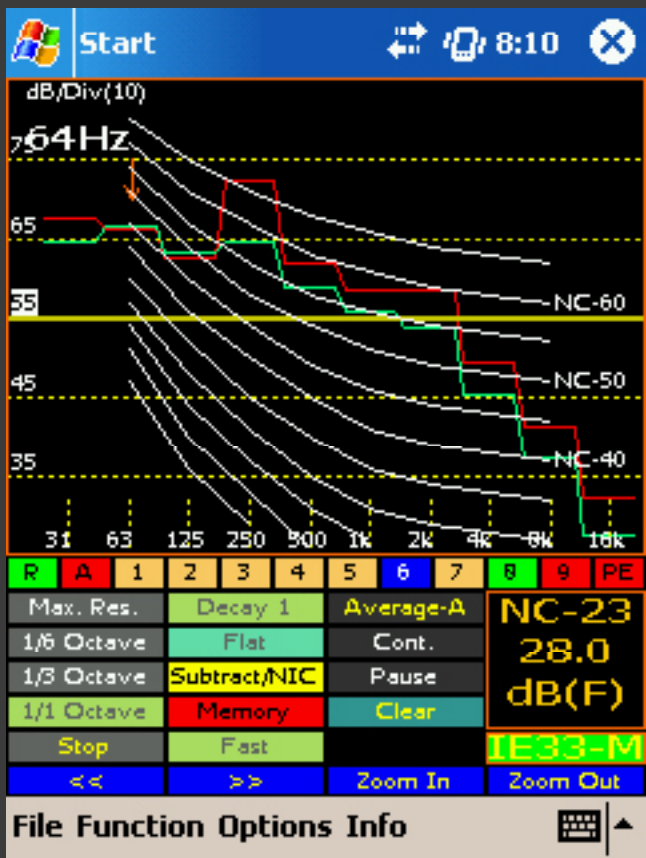 Start 8:10
dB/Div(10)
64Hz
75
65
55
NC-60
45
NC-50
35
NC-40
31 63 125 250 500 1k 2k 4k 8k 16k
R A 1 2 3 4 5 6 7 8 9 PE
Max. Res. Decay 1 Average-A NC-23
1/6 Octave Flat Cont. 28.0
1/3 Octave Subtract/NIC Pause dB(F)
1/1 Octave Memory Clear
Stop Fast IE33-M
<< >> Zoom In Zoom Out
File Function Options Info